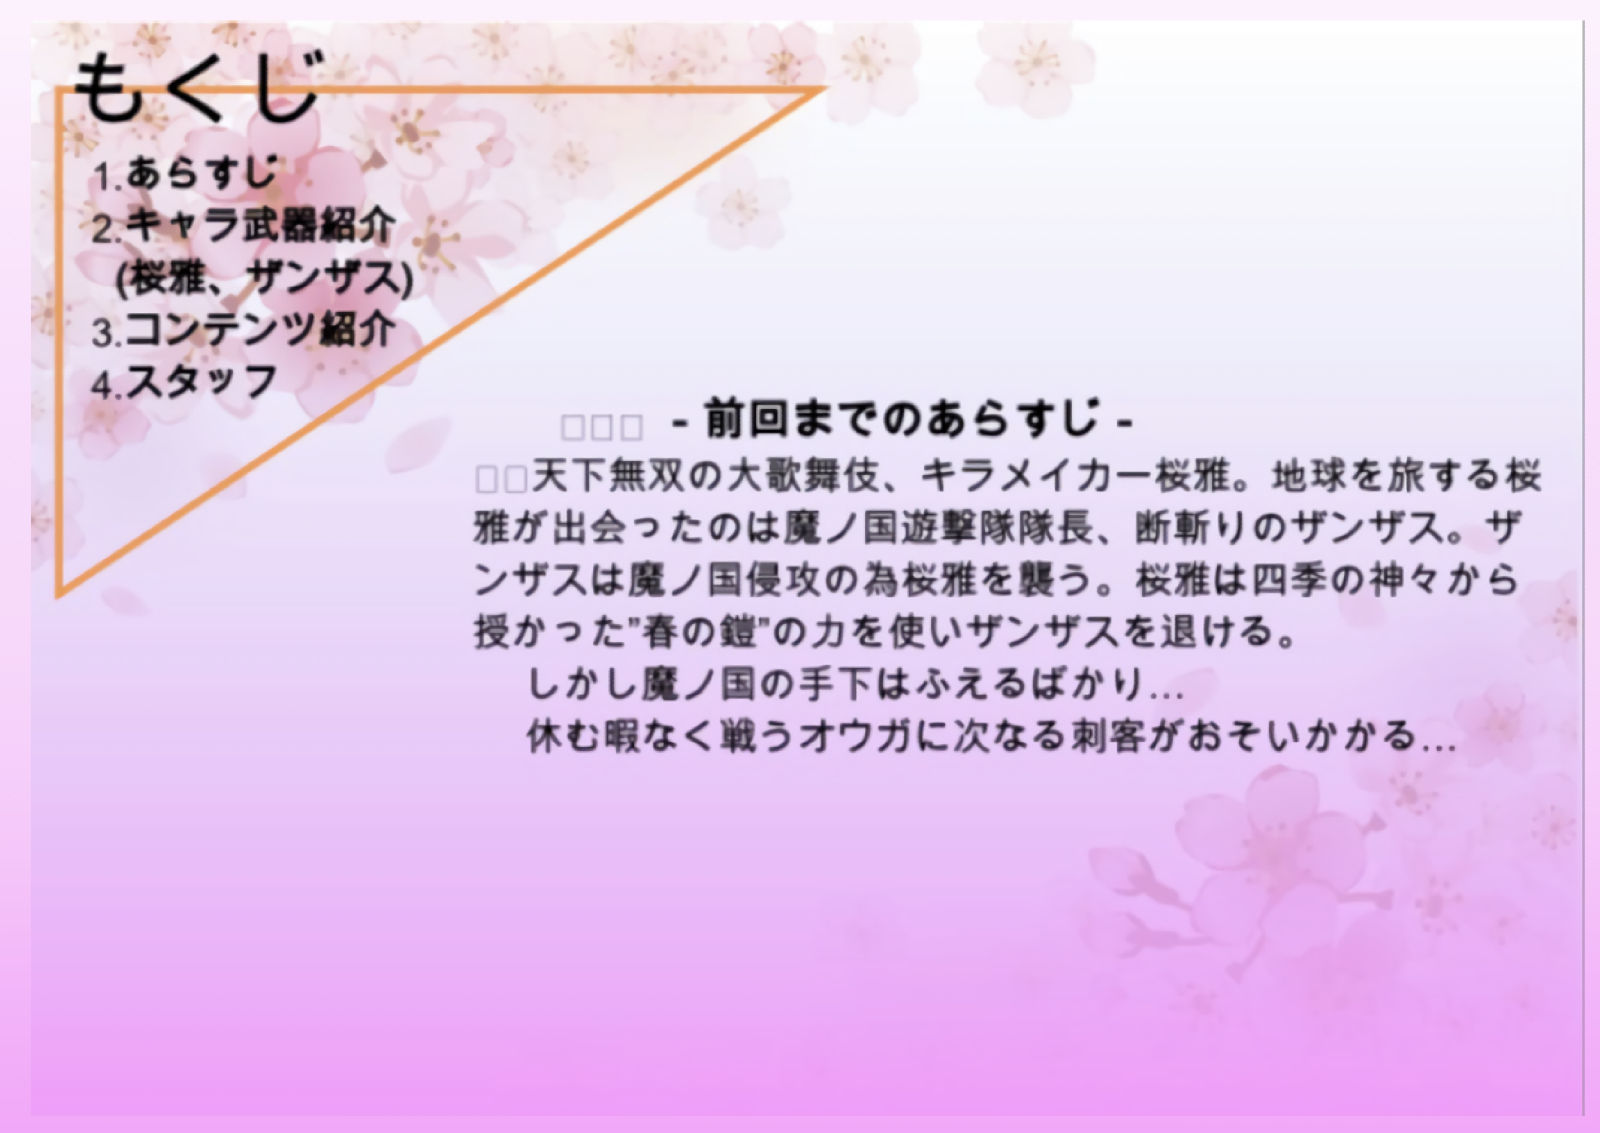 もくじ
1.あらすじ
2.キャラ武器紹介
(桜雅、ザンザス)
3.コンテンツ紹介
4.スタッフ
□□□ - 前回までのあらすじ -
□□天下無双の大歌舞伎、キラメイカー桜雅。地球を旅する桜
雅が出会ったのは魔ノ国遊撃隊隊長、断斬りのザンザス。ザ
ンザスは魔ノ国侵攻の為桜雅を襲う。桜雅は四季の神々から
授かった”春の鎧”の力を使いザンザスを退ける。
しかし魔ノ国の手下はふえるばかり…
休む暇なく戦うオウガに次なる刺客がおそいかかる…